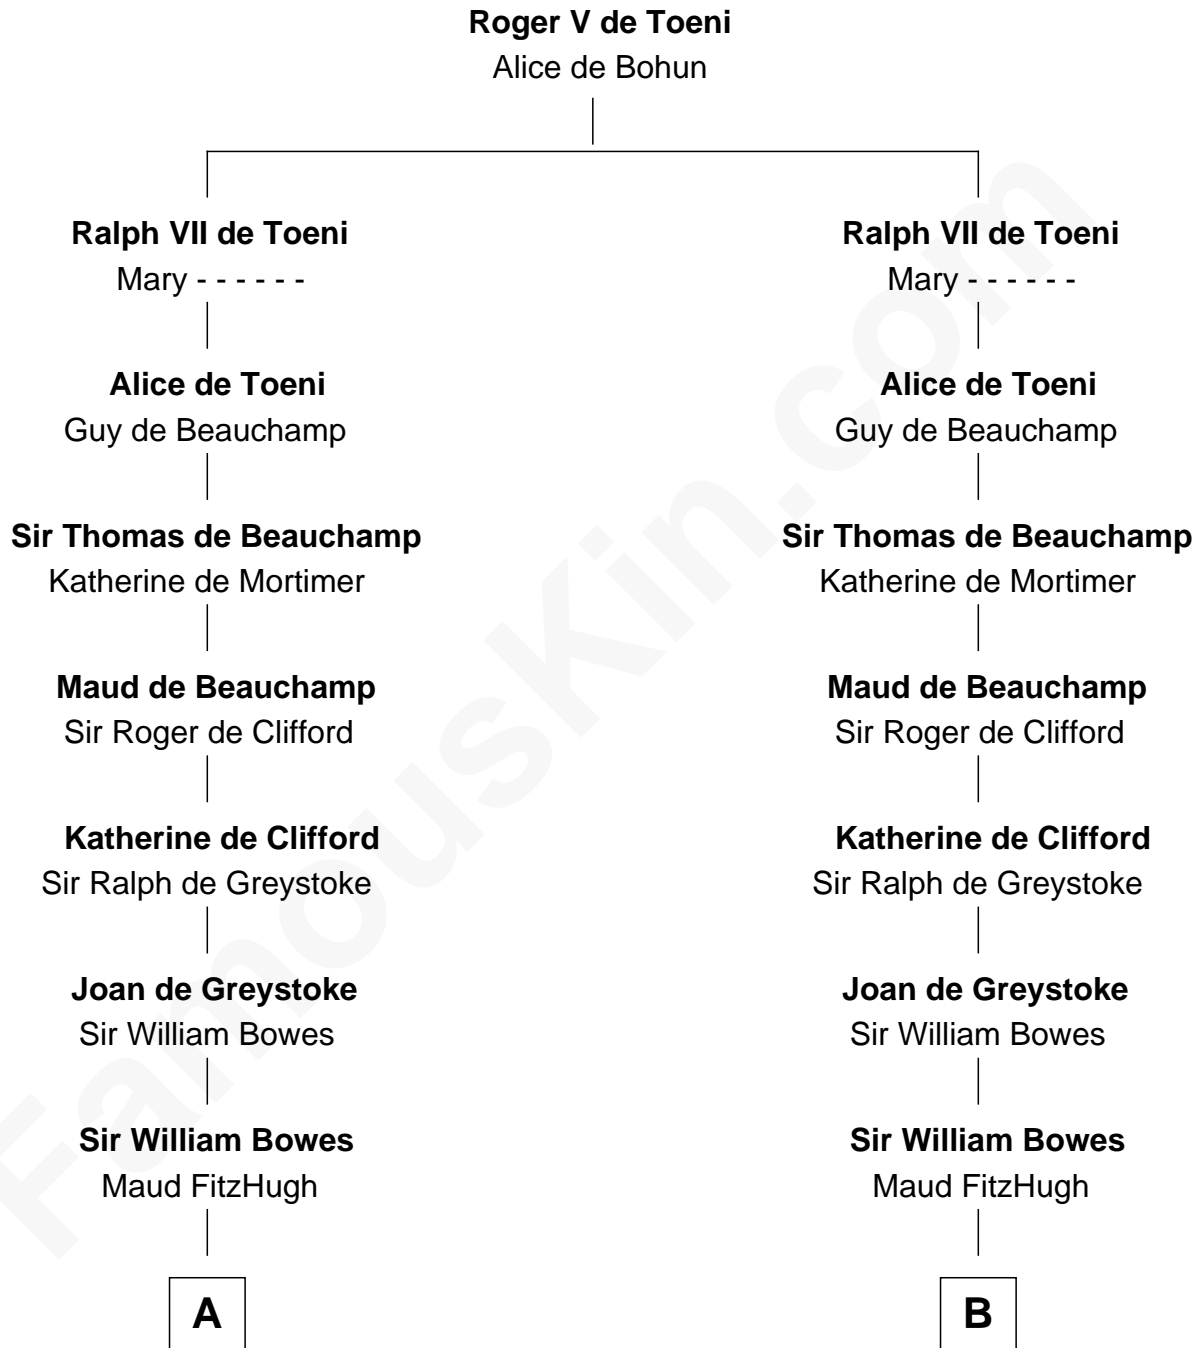 Roger V de Toeni
Alice de Bohun
Ralph VII de Toeni
Mary - - - - - -
Alice de Toeni
Guy de Beauchamp
Sir Thomas de Beauchamp
Katherine de Mortimer
Maud de Beauchamp
Sir Roger de Clifford
Katherine de Clifford
Sir Ralph de Greystoke
Joan de Greystoke
Sir William Bowes
Sir William Bowes
Maud FitzHugh
A
Ralph VII de Toeni
Mary - - - - - -
Alice de Toeni
Guy de Beauchamp
Sir Thomas de Beauchamp
Katherine de Mortimer
Maud de Beauchamp
Sir Roger de Clifford
Katherine de Clifford
Sir Ralph de Greystoke
Joan de Greystoke
Sir William Bowes
Sir William Bowes
Maud FitzHugh
B
FamousKin.com